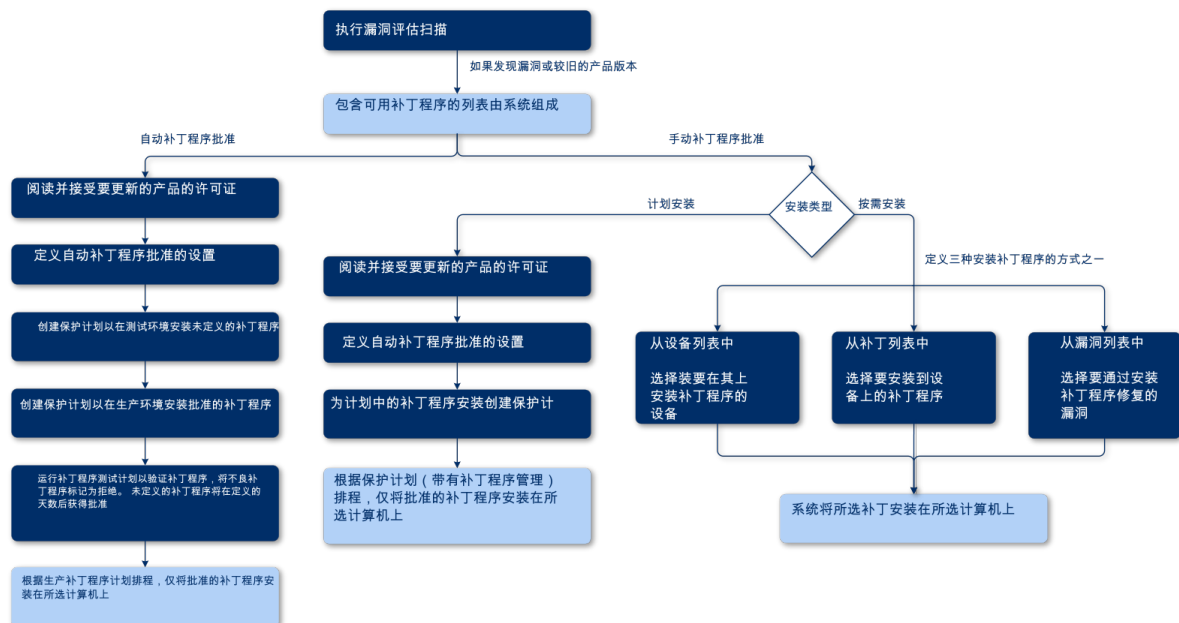 执行漏洞评估扫描
如果发现漏洞或较旧的产品版本
包含可用补丁程序的列表由系统组成
自动补丁程序批准
手动补丁程序批准
阅读并接受要更新的产品的许可证
定义自动补丁程序批准的设置
创建保护计划以在测试环境安装未定义的补丁程序
创建保护计划以在生产环境安装批准的补丁程序
运行补丁程序测试计划以验证补丁程序，将不良补
丁程序标记为拒绝。 未定义的补丁程序将在定义的
天数后获得批准
根据生产补丁程序计划排程，仅将批准的补丁程序安
装在所选计算机上
安装类型
计划安装
按需安装
阅读并接受要更新的产品的许可证
定义自动补丁程序批准的设置
为计划中的补丁程序安装创建保护计
根据保护计划（带有补丁程序管理）
排程，仅将批准的补丁程序安装在所
选计算机上
定义三种安装补丁程序的方式之一
从设备列表中
选择装要在其上
安装补丁程序的
设备
从补丁列表中
选择要安装到设
备上的补丁程序
从漏洞列表中
选择要通过安装
补丁程序修复的
漏洞
系统将所选补丁安装在所选计算机上